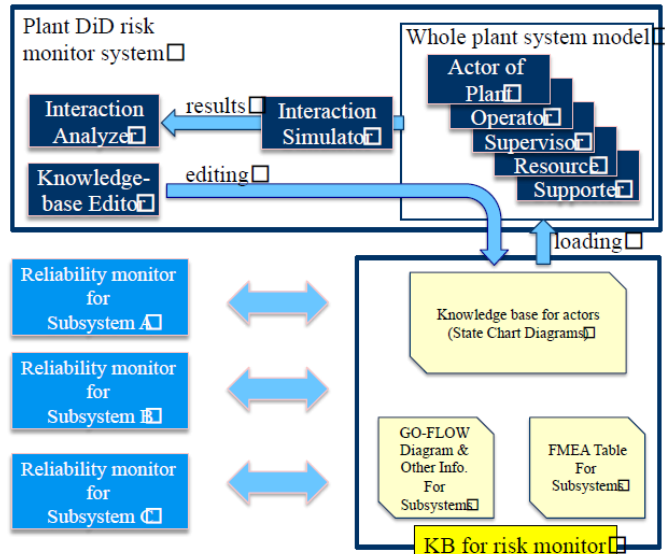 Plant DiD risk
monitor system□
Whole plant system model□
Actor of
Plant□
Operator□
Supervisor□
Resource□
Supporter□
Interaction
Analyzer□
results□
Interaction
Simulator□
Knowledge-
base Editor□
editing□
loading□
Reliability monitor
for
Subsystem A□
Reliability monitor
for
Subsystem B□
Reliability monitor
for
Subsystem C□
Knowledge base for actors
(State Chart Diagrams)□
GO-FLOW
Diagram &
Other Info.
For
Subsystems□
FMEA Table
For
Subsystems□
KB for risk monitor□